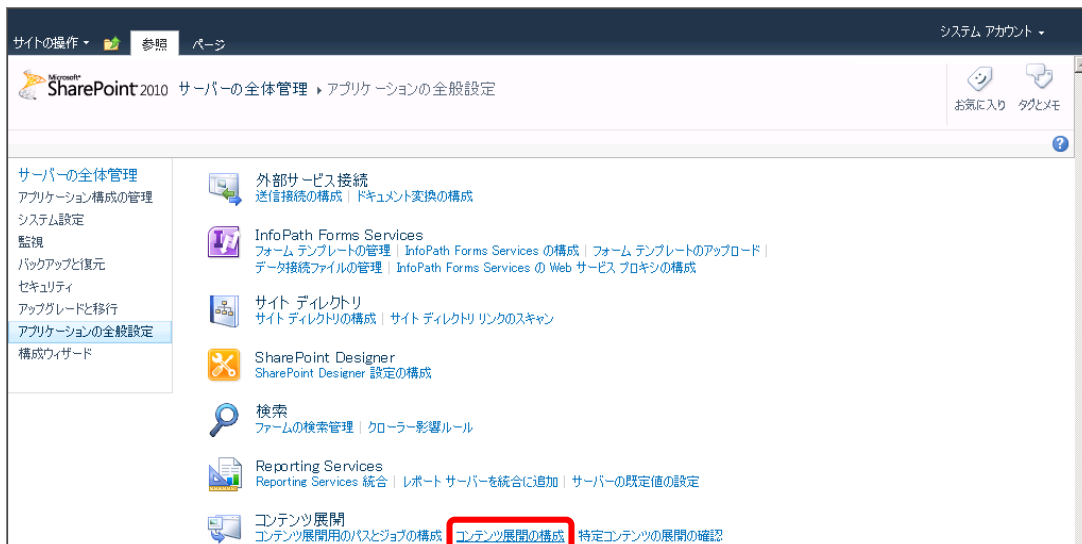 サイトの操作 参照 ページ システム アカウント
Microsoft
SharePoint 2010 サーバーの全体管理 ▸ アプリケーションの全般設定
お気に入り タグとメモ
サーバーの全体管理
アプリケーション構成の管理
システム設定
監視
バックアップと復元
セキュリティ
アップグレードと移行
アプリケーションの全般設定
構成ウィザード
外部サービス接続
送信接続の構成 | ドキュメント変換の構成
InfoPath Forms Services
フォーム テンプレートの管理 | InfoPath Forms Services の構成 | フォーム テンプレートのアップロード |
データ接続ファイルの管理 | InfoPath Forms Services の Web サービス プロキシの構成
サイト ディレクトリ
サイト ディレクトリの構成 | サイト ディレクトリ リンクのスキャン
SharePoint Designer
SharePoint Designer 設定の構成
検索
ファームの検索管理 | クローラー影響ルール
Reporting Services
Reporting Services 統合 | レポート サーバーを統合に追加 | サーバーの既定値の設定
コンテンツ展開
コンテンツ展開用のパスとジョブの構成 コンテンツ展開の構成 特定コンテンツの展開の確認